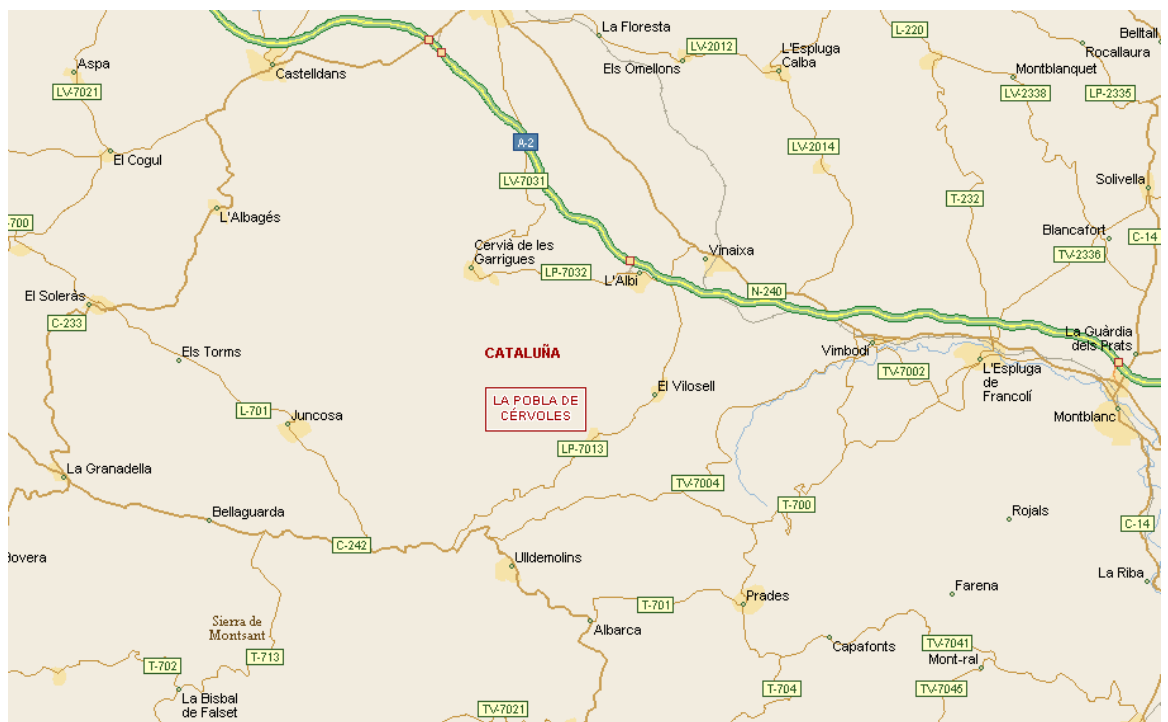 La Floresta
L-220
Belltall
Rocallaura
LV-2012
L'Espluga
Calba
Els Omellons
Aspa
Castelldans
Montblanquet
LV-7021
LV-2338
LP-2335
A-2
El Cogul
LV-2014
LV-7031
Solivella
T-232
L'Albagés
-700
Blancafort
C-14
Cervià de les
Garrigues
Vinaixa
TV-2336
LP-7032
L'Albi
N-240
El Soleràs
C-233
La Guàrdia
dels Prats
Els Torms
CATALUÑA
Vimbodí
TV-7002
L'Espluga
de
Francolí
El Vilosell
LA POBLA DE
CÉRVOLES
L-701
Juncosa
Montblanc
LP-7013
La Granadella
TV-7004
T-700
Bellaguarda
Rojals
C-14
C-242
Bovera
Ulldemolins
La Riba
Farena
Prades
T-701
Sierra de
Montsant
Albarca
Capafonts
TV-7041
T-713
T-702
Mont-ral
La Bisbal
de Falset
T-704
TV-7045
TV-7021